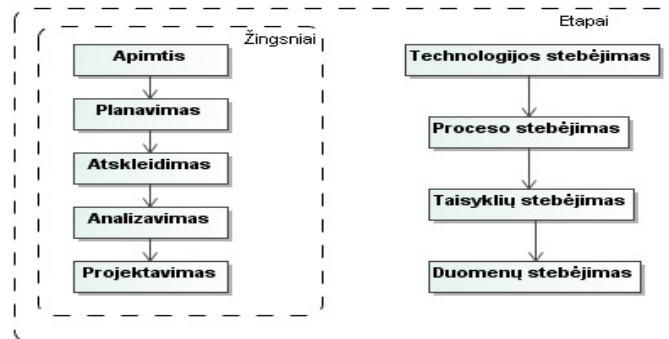 Etapai
Žingsniai
Apimtis
Planavimas
Atskleidimas
Analizavimas
Projektavimas
Technologijos stebėjimas
Proceso stebėjimas
Taisyklių stebėjimas
Duomenų stebėjimas